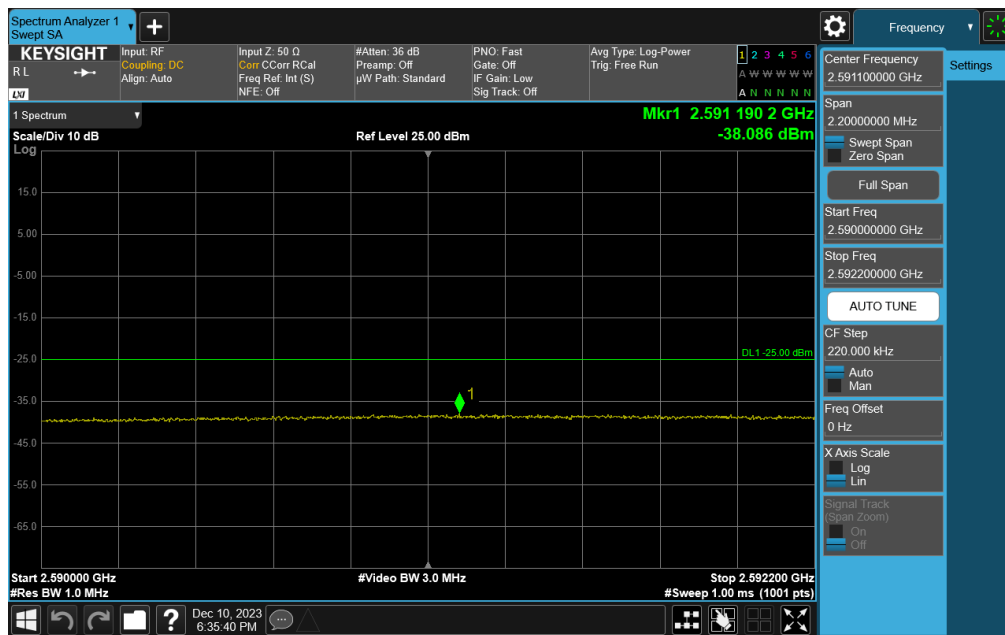 Spectrum Analyzer 1
Swept SA
Frequency
KEYSIGHT
R L
LXI
Input: RF
Coupling: DC
Align: Auto
Input Z: 50 Ω
Corr CCorr RCal
Freq Ref: Int (S)
NFE: Off
#Atten: 36 dB
Preamp: Off
µW Path: Standard
PNO: Fast
Gate: Off
IF Gain: Low
Sig Track: Off
Avg Type: Log-Power
Trig: Free Run
1 2 3 4 5 6
A W W W W W
A N N N N N
1 Spectrum
Scale/Div 10 dB
Log
Ref Level 25.00 dBm
Mkr1 2.591 190 2 GHz
-38.086 dBm
15.0
5.00
-5.00
-15.0
-25.0
-35.0
-45.0
-55.0
-65.0
DL1 -25.00 dBm
1
Start 2.590000 GHz
#Res BW 1.0 MHz
#Video BW 3.0 MHz
Stop 2.592200 GHz
#Sweep 1.00 ms (1001 pts)
Center Frequency
2.591100000 GHz
Settings
Span
2.20000000 MHz
Swept Span
Zero Span
Full Span
Start Freq
2.590000000 GHz
Stop Freq
2.592200000 GHz
AUTO TUNE
CF Step
220.000 kHz
Auto
Man
Freq Offset
0 Hz
X Axis Scale
Log
Lin
Signal Track
(Span Zoom)
On
Off
?
Dec 10, 2023
6:35:40 PM